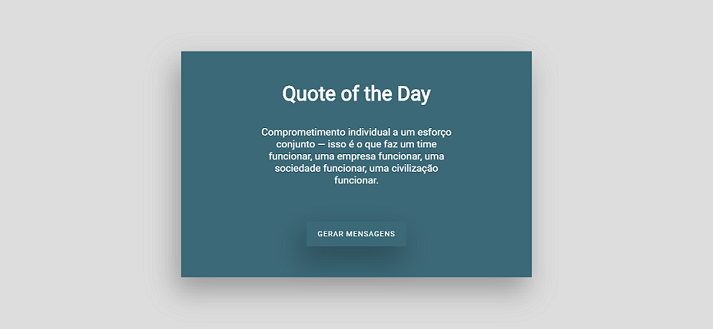 Quote of the Day
Comprometimento individual a um esforço
conjunto — isso é o que faz um time
funcionar, uma empresa funcionar, uma
sociedade funcionar, uma civilização
funcionar.
GERAR MENSAGENS